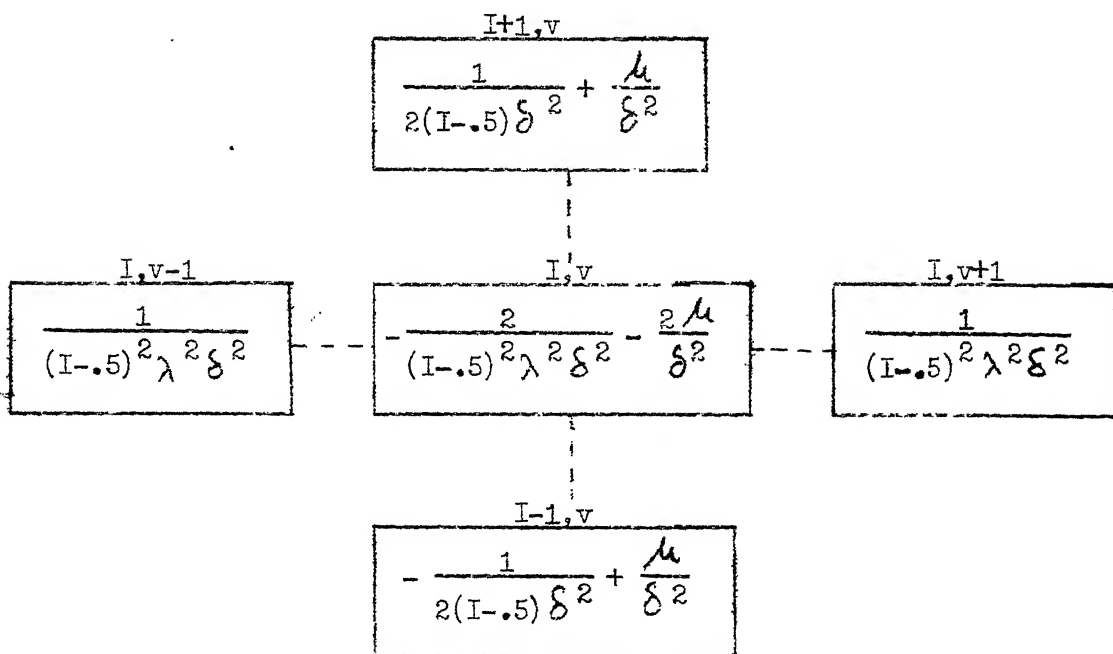 I+1,v
1/(2(I-.5)δ²) + μ/δ²
I,v-1 I,v I,v+1
1/((I-.5)²λ²δ²) -2/((I-.5)²λ²δ²) - 2μ/δ² 1/((I-.5)²λ²δ²)
I-1,v
- 1/(2(I-.5)δ²) + μ/δ²